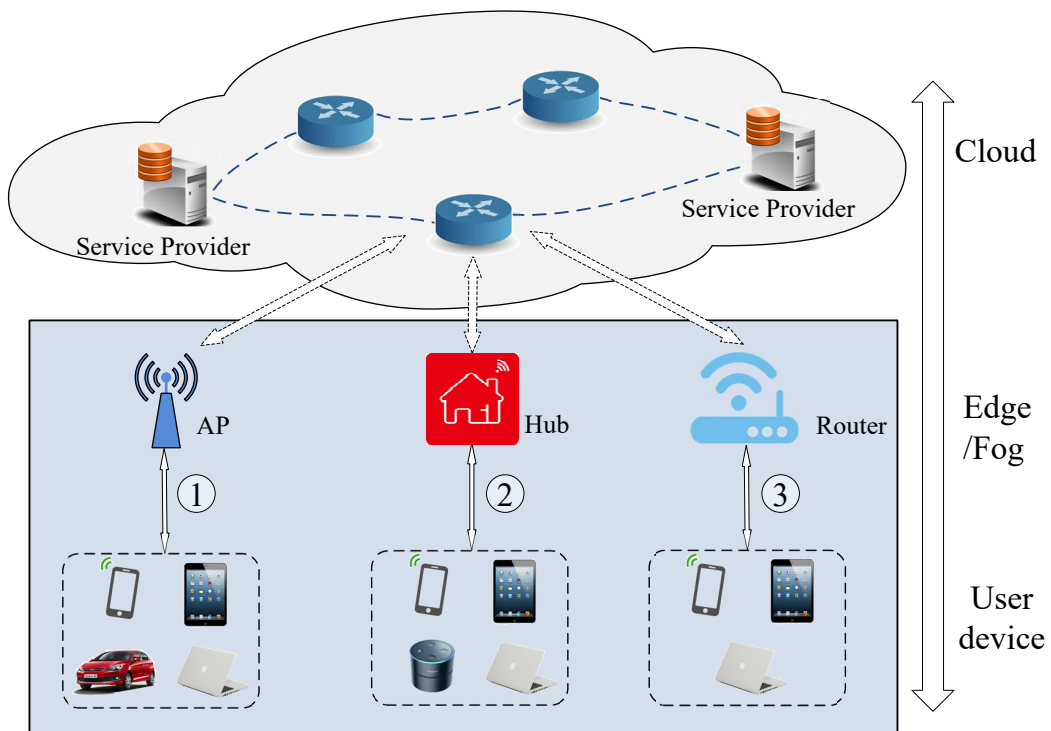 Cloud
Service Provider
Service Provider
AP
Hub
Router
Edge
/Fog
1
2
3
User
device